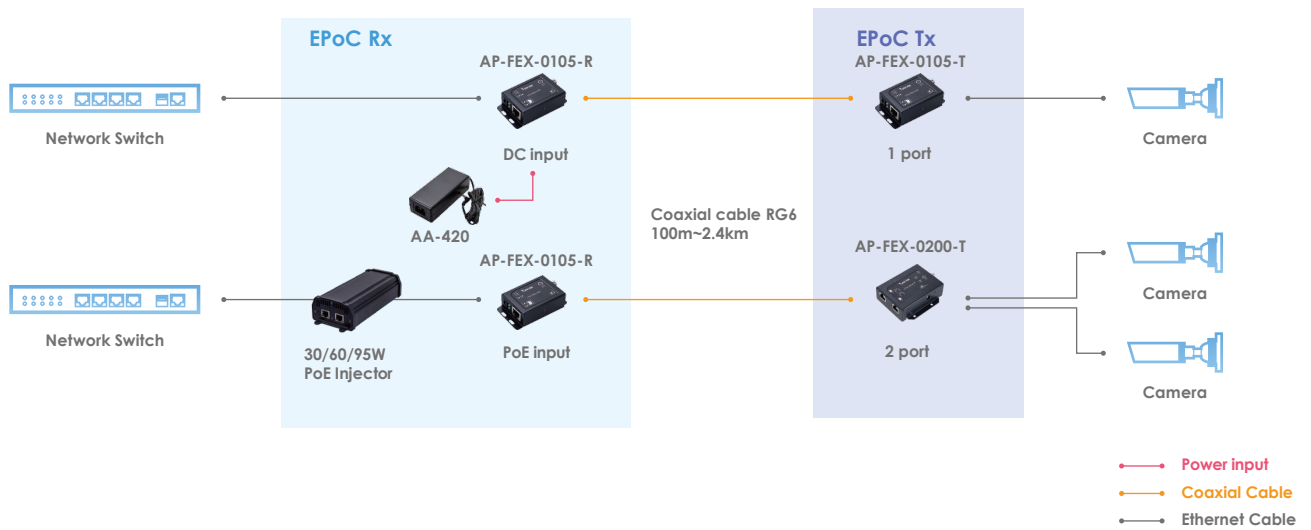 EPoC Rx
EPoC Tx
AP-FEX-0105-R
AP-FEX-0105-T
Network Switch
DC input
1 port
Camera
AA-420
Coaxial cable RG6
100m~2.4km
AP-FEX-0105-R
AP-FEX-0200-T
Camera
Network Switch
30/60/95W
PoE Injector
PoE input
2 port
Camera
Power input
Coaxial Cable
Ethernet Cable